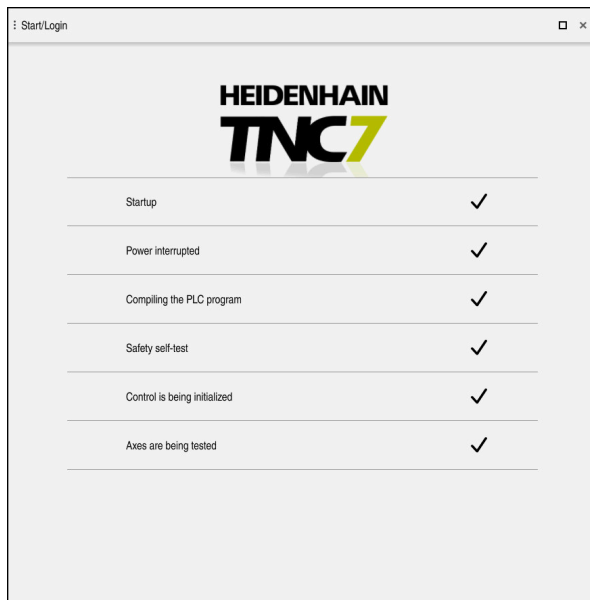 Start/Login
HEIDENHAIN
TNC7
Startup
Power interrupted
Compiling the PLC program
Safety self-test
Control is being initialized
Axes are being tested